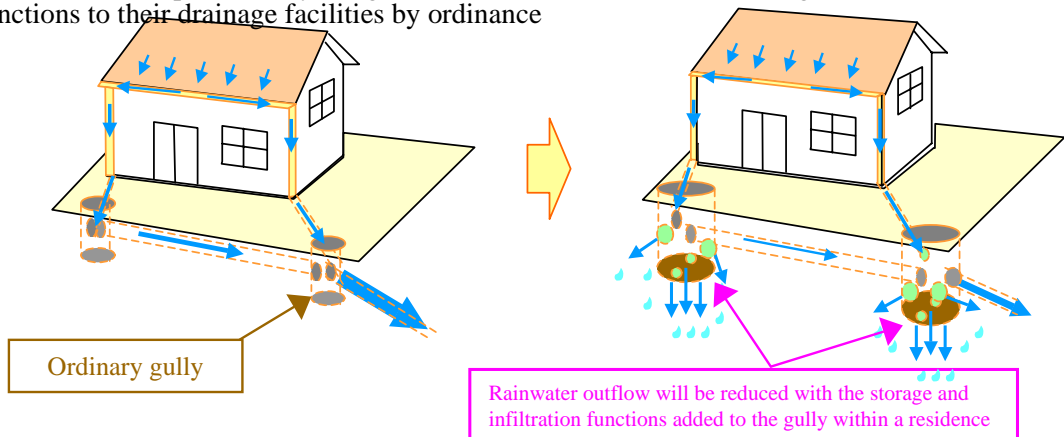 nctions to their drainage facilities by ordinance
Ordinary gully
Rainwater outflow will be reduced with the storage and
infiltration functions added to the gully within a residence